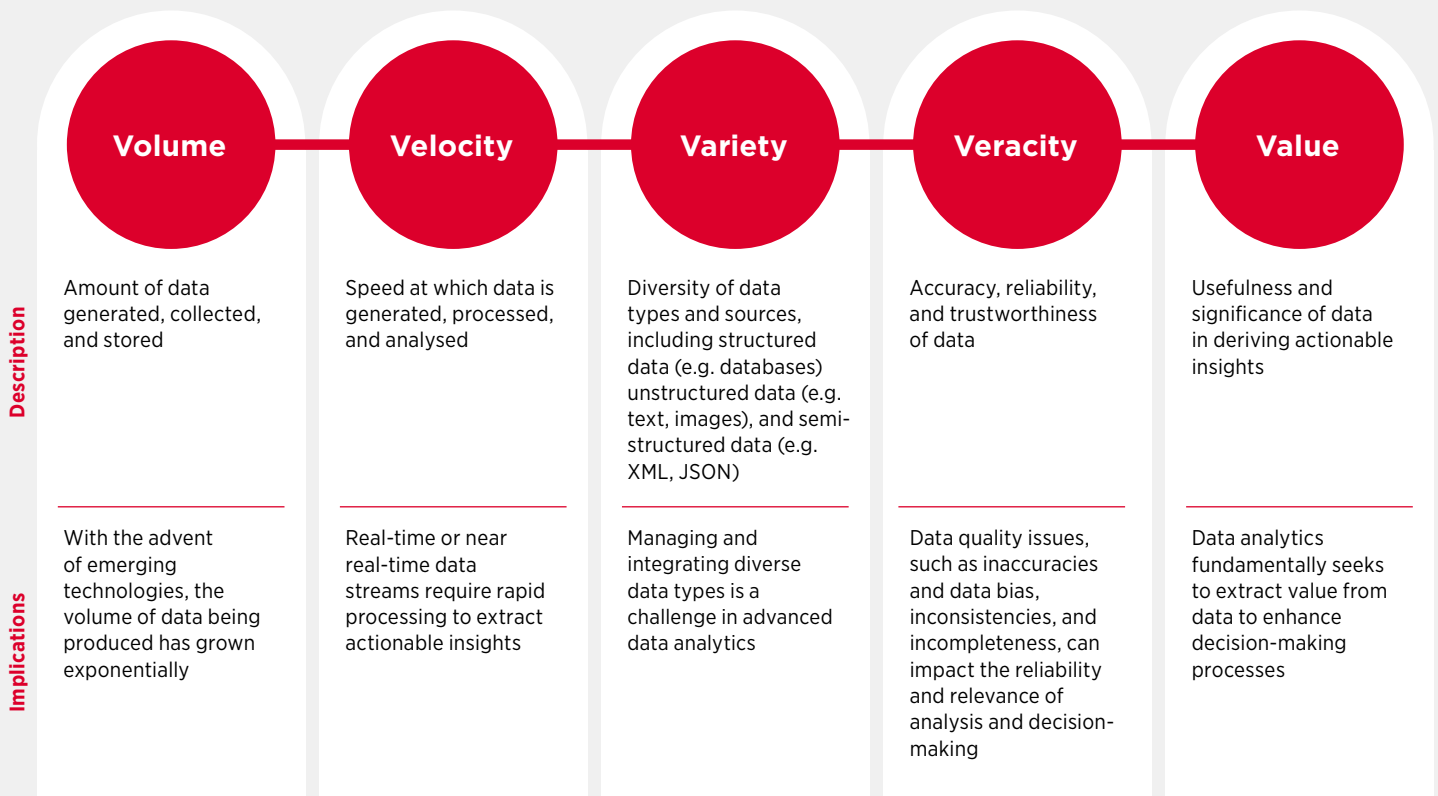 Volume
Velocity
Variety
Veracity
Value
Description
Amount of data
generated, collected,
and stored
Speed at which data is
generated, processed,
and analysed
Diversity of data
types and sources,
including structured
data (e.g. databases)
unstructured data (e.g.
text, images), and semi-
structured data (e.g.
XML, JSON)
Accuracy, reliability,
and trustworthiness
of data
Usefulness and
significance of data
in deriving actionable
insights
Implications
With the advent
of emerging
technologies, the
volume of data being
produced has grown
exponentially
Real-time or near
real-time data
streams require rapid
processing to extract
actionable insights
Managing and
integrating diverse
data types is a
challenge in advanced
data analytics
Data quality issues,
such as inaccuracies
and data bias,
inconsistencies, and
incompleteness, can
impact the reliability
and relevance of
analysis and decision-
making
Data analytics
fundamentally seeks
to extract value from
data to enhance
decision-making
processes